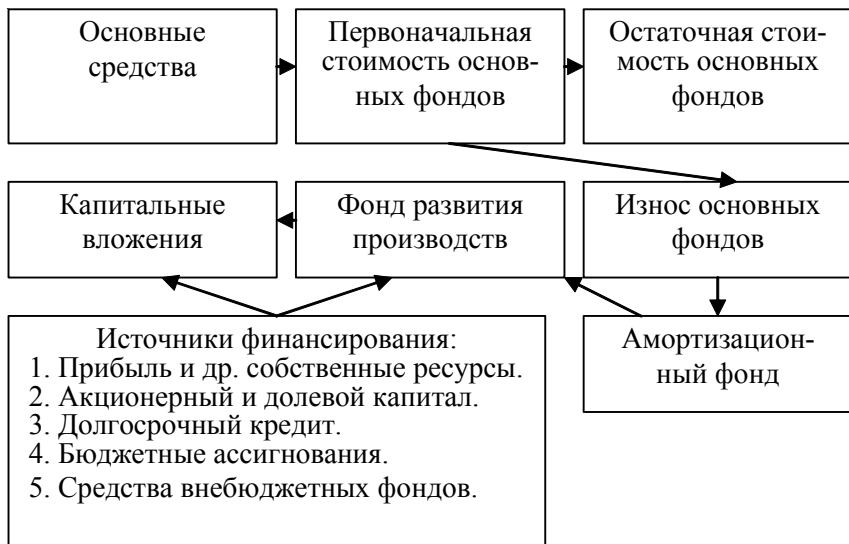 Основные
средства
Первоначальная
стоимость основ-
ных фондов
Остаточная стои-
мость основных
фондов
Капитальные
вложения
Фонд развития
производств
Износ основных
фондов
Источники финансирования:
1. Прибыль и др. собственные ресурсы.
2. Акционерный и долевой капитал.
3. Долгосрочный кредит.
4. Бюджетные ассигнования.
5. Средства внебюджетных фондов.
Амортизацион-
ный фонд